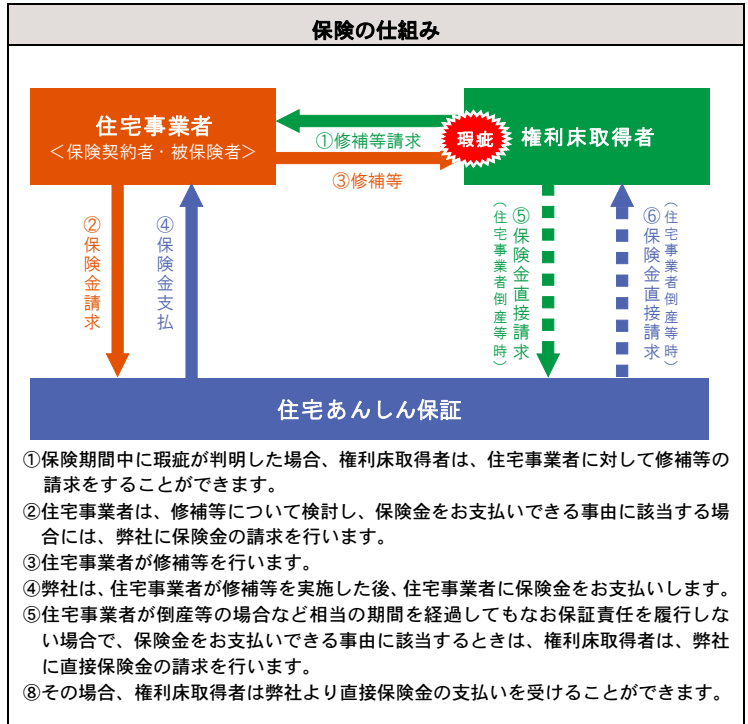 保険の仕組み
住宅事業者
<保険契約者・被保険者>
①修補等請求
瑕疵
権利床取得者
③修補等
②保険金請求
④保険金支払
⑤保険金直接請求
(住宅事業者倒産等時)
⑥保険金直接請求
(住宅事業者倒産等時)
住宅あんしん保証
①保険期間中に瑕疵が判明した場合、権利床取得者は、住宅事業者に対して修補等の
請求をすることができます。
②住宅事業者は、修補等について検討し、保険金をお支払いできる事由に該当する場
合には、弊社に保険金の請求を行います。
③住宅事業者が修補等を行います。
④弊社は、住宅事業者が修補等を実施した後、住宅事業者に保険金をお支払いします。
⑤住宅事業者が倒産等の場合など相当の期間を経過してもなお保証責任を履行しな
い場合で、保険金をお支払いできる事由に該当するときは、権利床取得者は、弊社
に直接保険金の請求を行います。
⑧その場合、権利床取得者は弊社より直接保険金の支払いを受けることができます。